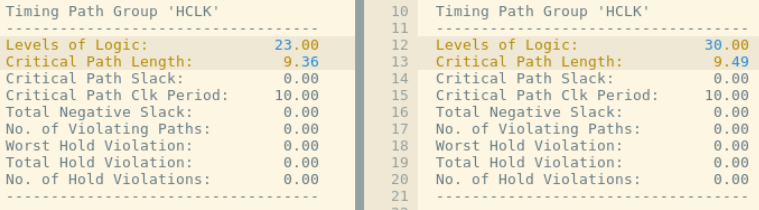 Timing Path Group 'HCLK'
-----------------------------------
Levels of Logic: 23.00
Critical Path Length: 9.36
Critical Path Slack: 0.00
Critical Path Clk Period: 10.00
Total Negative Slack: 0.00
No. of Violating Paths: 0.00
Worst Hold Violation: 0.00
Total Hold Violation: 0.00
No. of Hold Violations: 0.00
-----------------------------------
10 Timing Path Group 'HCLK'
11 -----------------------------------
12 Levels of Logic: 30.00
13 Critical Path Length: 9.49
14 Critical Path Slack: 0.00
15 Critical Path Clk Period: 10.00
16 Total Negative Slack: 0.00
17 No. of Violating Paths: 0.00
18 Worst Hold Violation: 0.00
19 Total Hold Violation: 0.00
20 No. of Hold Violations: 0.00
21 -----------------------------------